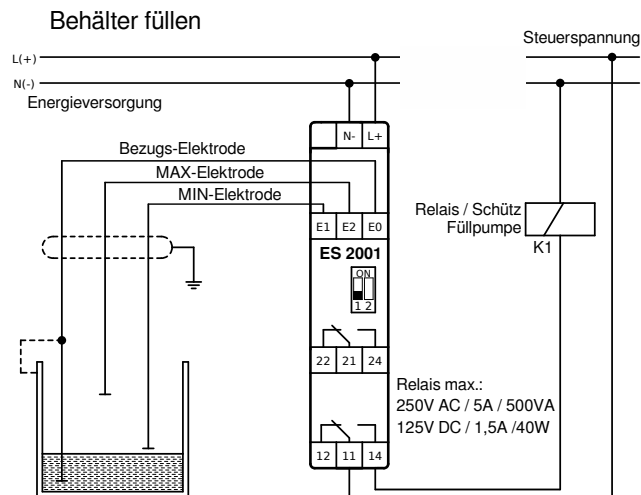 Behälter füllen
Steuerspannung
L(+)
N(-)
Energieversorgung
N- L+
Bezugs-Elektrode
MAX-Elektrode
MIN-Elektrode
E1 E2 E0
Relais / Schütz
Füllpumpe
K1
ES 2001
ON
1 2
22 21 24
Relais max.:
250V AC / 5A / 500VA
125V DC / 1,5A /40W
12 11 14